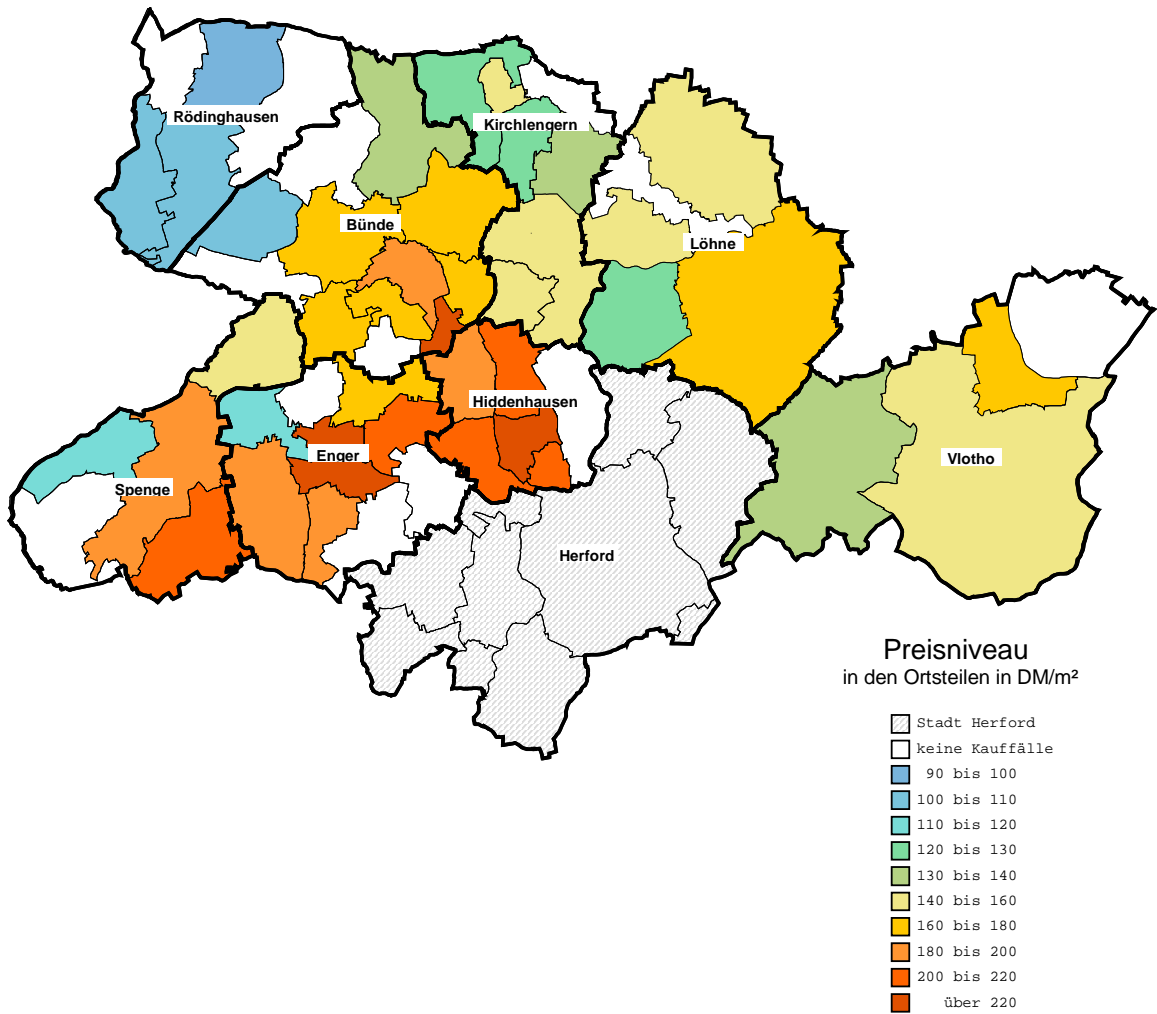 Rödinghausen
Kirchlengern
Bünde
Löhne
Hiddenhausen
Enger
Spenge
Vlotho
Herford
Preisniveau
in den Ortsteilen in DM/m²
Stadt Herford
keine Kauffälle
90 bis 100
100 bis 110
110 bis 120
120 bis 130
130 bis 140
140 bis 160
160 bis 180
180 bis 200
200 bis 220
über 220